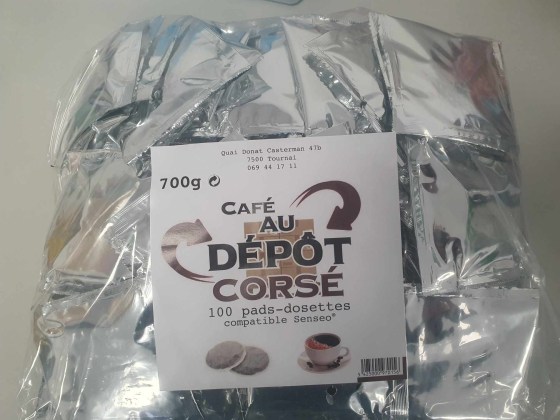 Quai Donat Casterman 47b
7500 Tournai
069 44 17 11
700g ℮
CAFÉ
AU
DÉPÔT
CORSÉ
100 pads-dosettes
compatible Senseo®